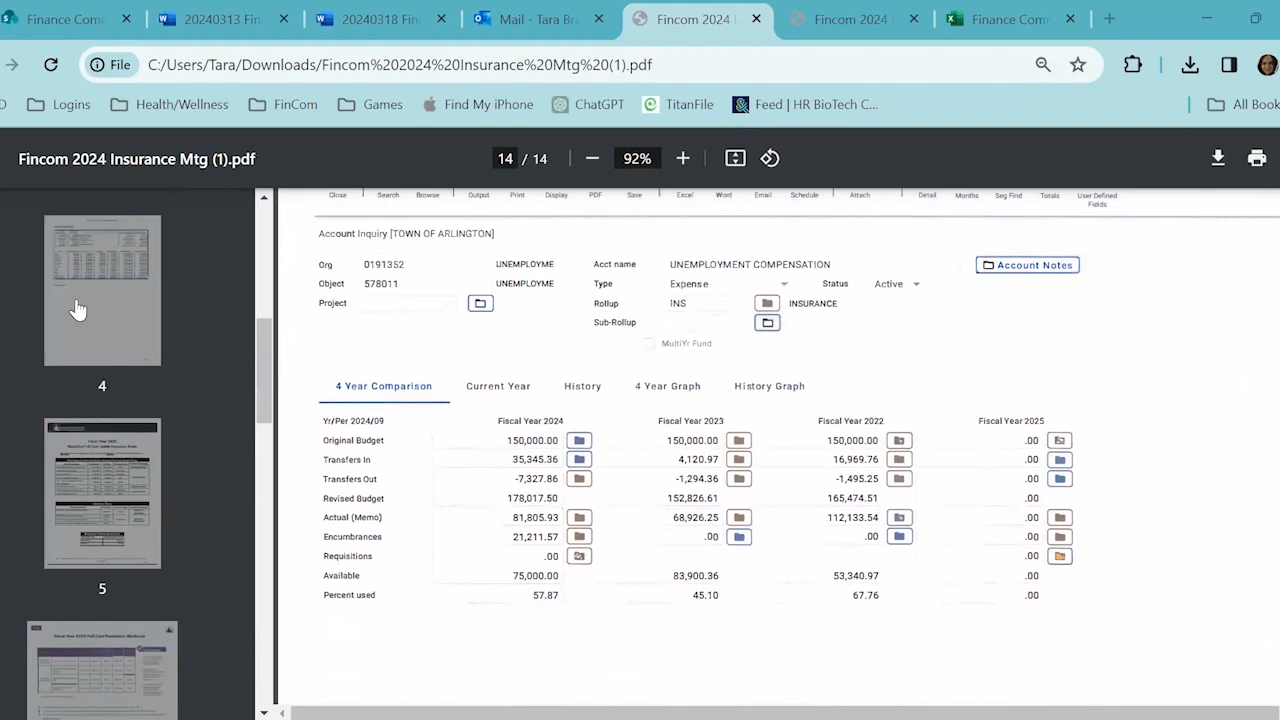 Finance Comm
20240313 Fin
20240318 Fin
Mail - Tara Bra
Fincom 2024
Fincom 2024
Finance Comm
File
C:/Users/Tara/Downloads/Fincom%202024%20Insurance%20Mtg%20(1).pdf
Logins
Health/Wellness
FinCom
Games
Find My iPhone
ChatGPT
TitanFile
Feed | HR BioTech C...
All Book
Fincom 2024 Insurance Mtg (1).pdf
14 / 14
92%
Close Search Browse Output Print Display PDF Save Excel Word Email Schedule Attach Detail Months Seg Find Totals User Defined Fields
Account Inquiry [TOWN OF ARLINGTON]
Org 0191352 UNEMPLOYME Acct name UNEMPLOYMENT COMPENSATION Account Notes
Object 578011 UNEMPLOYME Type Expense Status Active
Project Rollup INS INSURANCE
Sub-Rollup
MultiYr Fund
4 Year Comparison Current Year History 4 Year Graph History Graph
Yr/Per 2024/09 Fiscal Year 2024 Fiscal Year 2023 Fiscal Year 2022 Fiscal Year 2025
Original Budget 150,000.00 150,000.00 150,000.00 .00
Transfers In 35,345.36 4,120.97 16,969.76 .00
Transfers Out -7,327.86 -1,294.36 -1,495.25 .00
Revised Budget 178,017.50 152,826.61 165,474.51 .00
Actual (Memo) 81,805.93 68,926.25 112,133.54 .00
Encumbrances 21,211.57 .00 .00 .00
Requisitions .00 .00
Available 75,000.00 83,900.36 53,340.97 .00
Percent used 57.87 45.10 67.76 .00
4
5